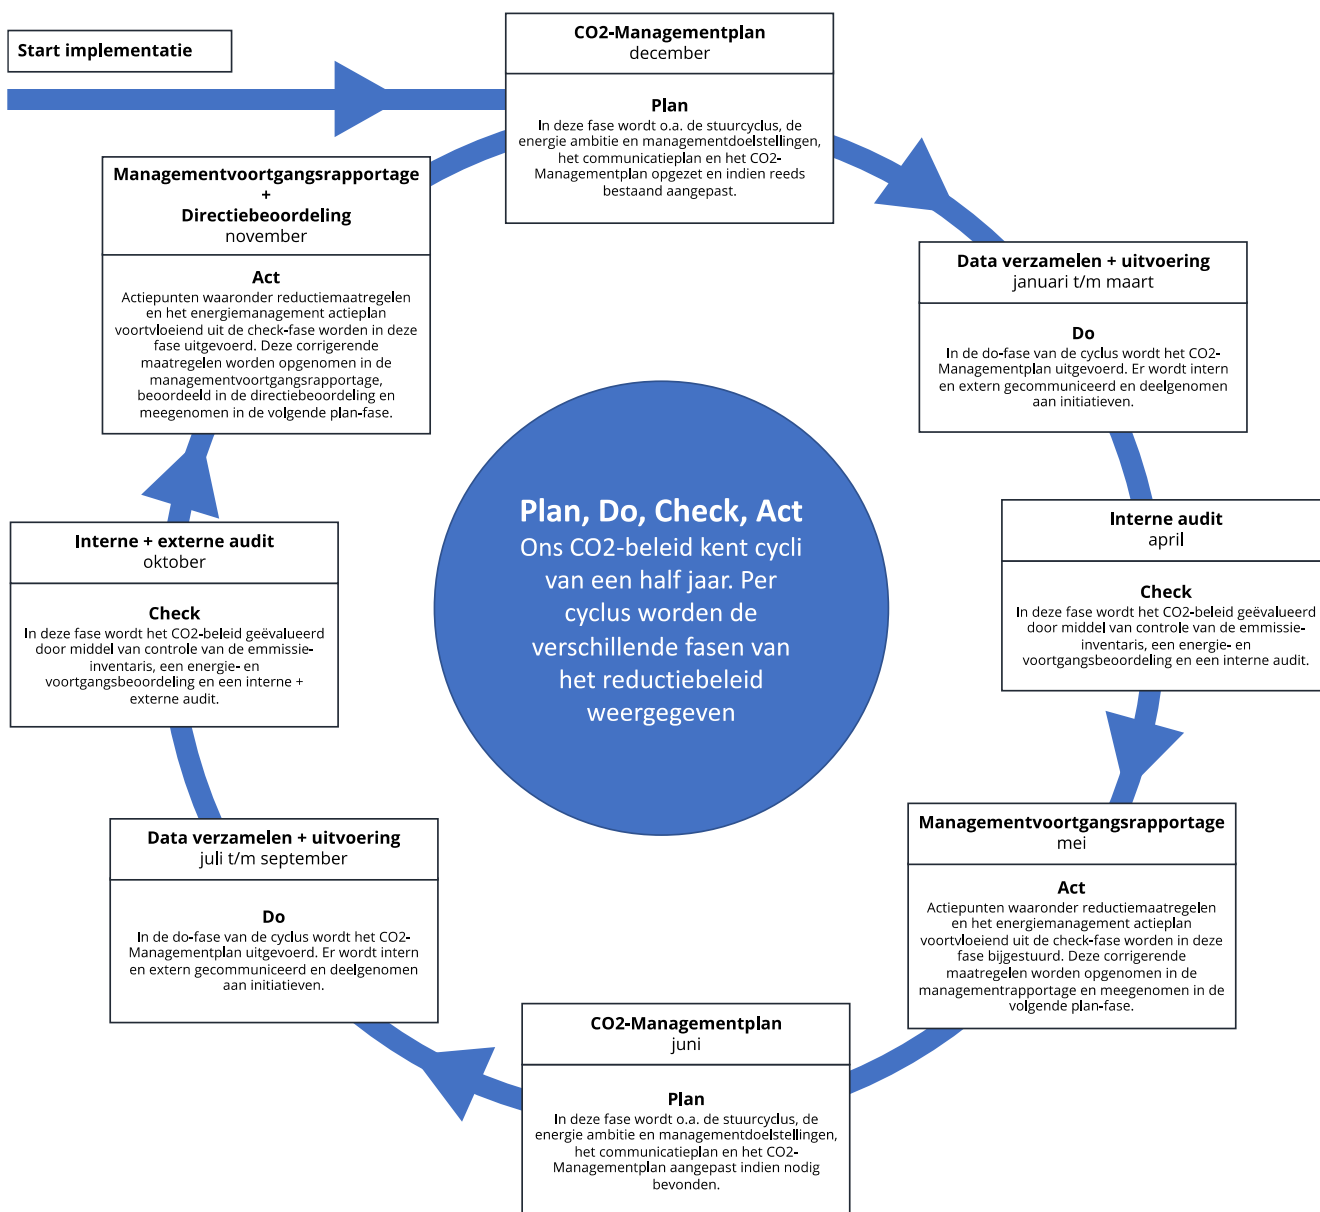 Start implementatie
CO2-Managementplan
december
Plan
In deze fase wordt o.a. de stuurcyclus, de
energie ambitie en managementdoelstellingen,
het communicatieplan en het CO2-
Managementplan opgezet en indien reeds
bestaand aangepast.
Data verzamelen + uitvoering
januari t/m maart
Do
In de do-fase van de cyclus wordt het CO2-
Managementplan uitgevoerd. Er wordt intern
en extern gecommuniceerd en deelgenomen
aan initiatieven.
Interne audit
april
Check
In deze fase wordt het CO2-beleid geëvalueerd
door middel van controle van de emmissie-
inventaris, een energie- en
voortgangsbeoordeling en een interne audit.
Managementvoortgangsrapportage
mei
Act
Actiepunten waaronder reductiemaatregelen
en het energiemanagement actieplan
voortvloeiend uit de check-fase worden in deze
fase bijgestuurd. Deze corrigerende
maatregelen worden opgenomen in de
managementrapportage en meegenomen in de
volgende plan-fase.
CO2-Managementplan
juni
Plan
In deze fase wordt o.a. de stuurcyclus, de
energie ambitie en managementdoelstellingen,
het communicatieplan en het CO2-
Managementplan aangepast indien nodig
bevonden.
Data verzamelen + uitvoering
juli t/m september
Do
In de do-fase van de cyclus wordt het CO2-
Managementplan uitgevoerd. Er wordt intern
en extern gecommuniceerd en deelgenomen
aan initiatieven.
Interne + externe audit
oktober
Check
In deze fase wordt het CO2-beleid geëvalueerd
door middel van controle van de emmissie-
inventaris, een energie- en
voortgangsbeoordeling en een interne +
externe audit.
Managementvoortgangsrapportage
+
Directiebeoordeling
november
Act
Actiepunten waaronder reductiemaatregelen
en het energiemanagement actieplan
voortvloeiend uit de check-fase worden in deze
fase uitgevoerd. Deze corrigerende
maatregelen worden opgenomen in de
managementvoortgangsrapportage,
beoordeeld in de directiebeoordeling en
meegenomen in de volgende plan-fase.
Plan, Do, Check, Act
Ons CO2-beleid kent cycli
van een half jaar. Per
cyclus worden de
verschillende fasen van
het reductiebeleid
weergegeven